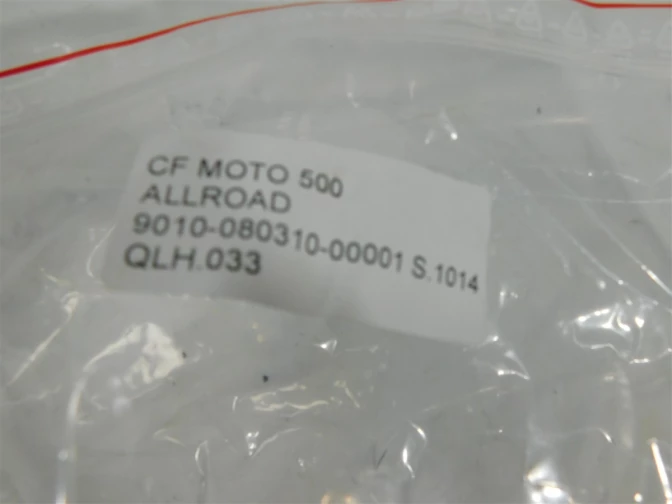 CF MOTO 500
ALLROAD
9010-080310-00001 S.1014
QLH.033